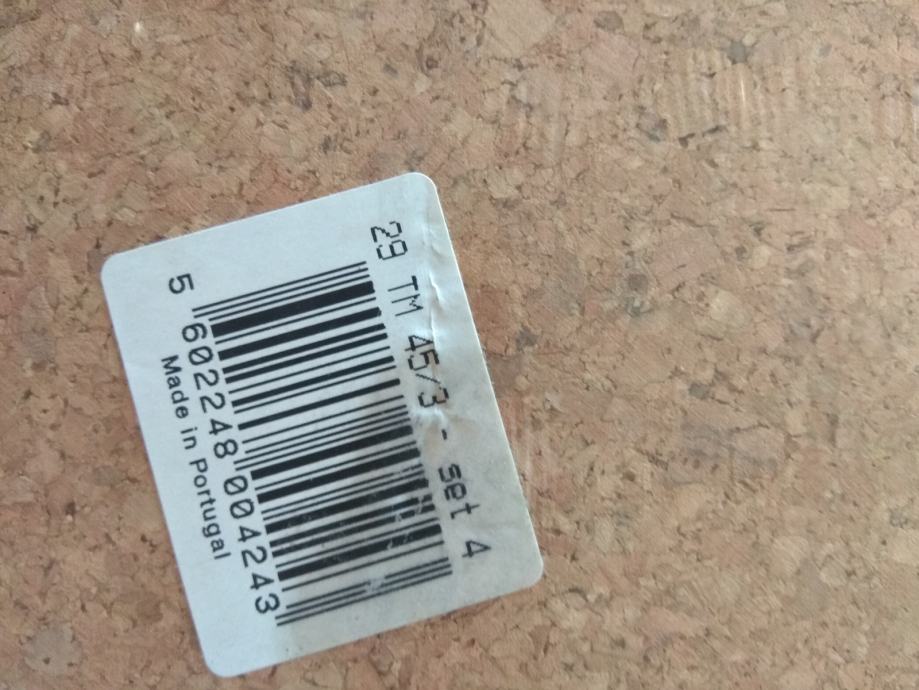 29 TM 45/3 - set 4
5 602248 004243
Made in Portugal